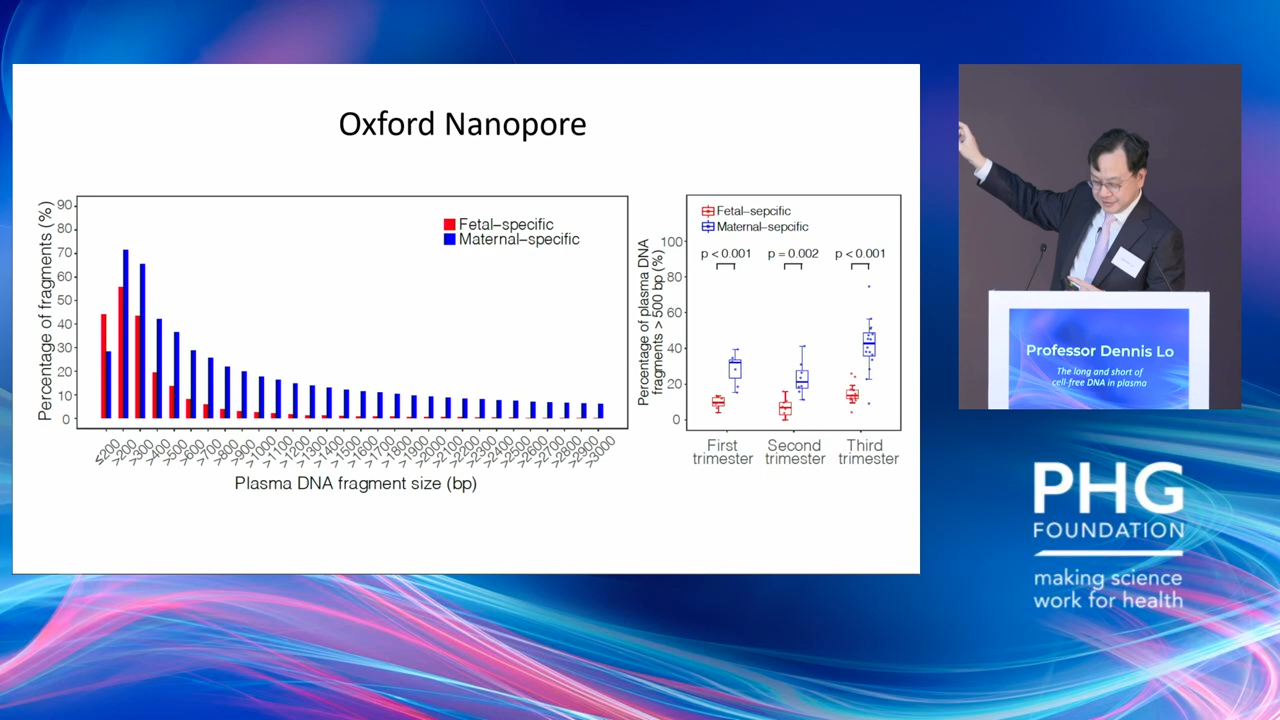 Oxford Nanopore
Percentage of fragments (%)
90
80
70
60
50
40
30
20
10
0
Fetal–specific
Maternal–specific
≤200
>200
>300
>400
>500
>600
>700
>800
>900
>1000
>1100
>1200
>1300
>1400
>1500
>1600
>1700
>1800
>1900
>2000
>2100
>2200
>2300
>2400
>2500
>2600
>2700
>2800
>2900
>3000
Plasma DNA fragment size (bp)
Percentage of plasma DNA
fragments > 500 bp (%)
100
80
60
40
20
0
Fetal–sepcific
Maternal–sepcific
p < 0.001
p = 0.002
p < 0.001
First
trimester
Second
trimester
Third
trimester
Professor Dennis Lo
The long and short of
cell-free DNA in plasma
PHG
FOUNDATION
making science
work for health